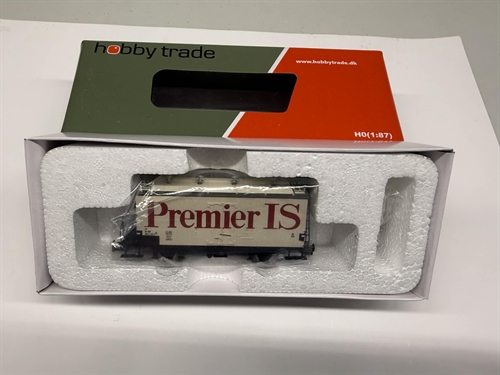 hobby trade
www.hobbytrade.dk
H0(1:87)
Premier IS